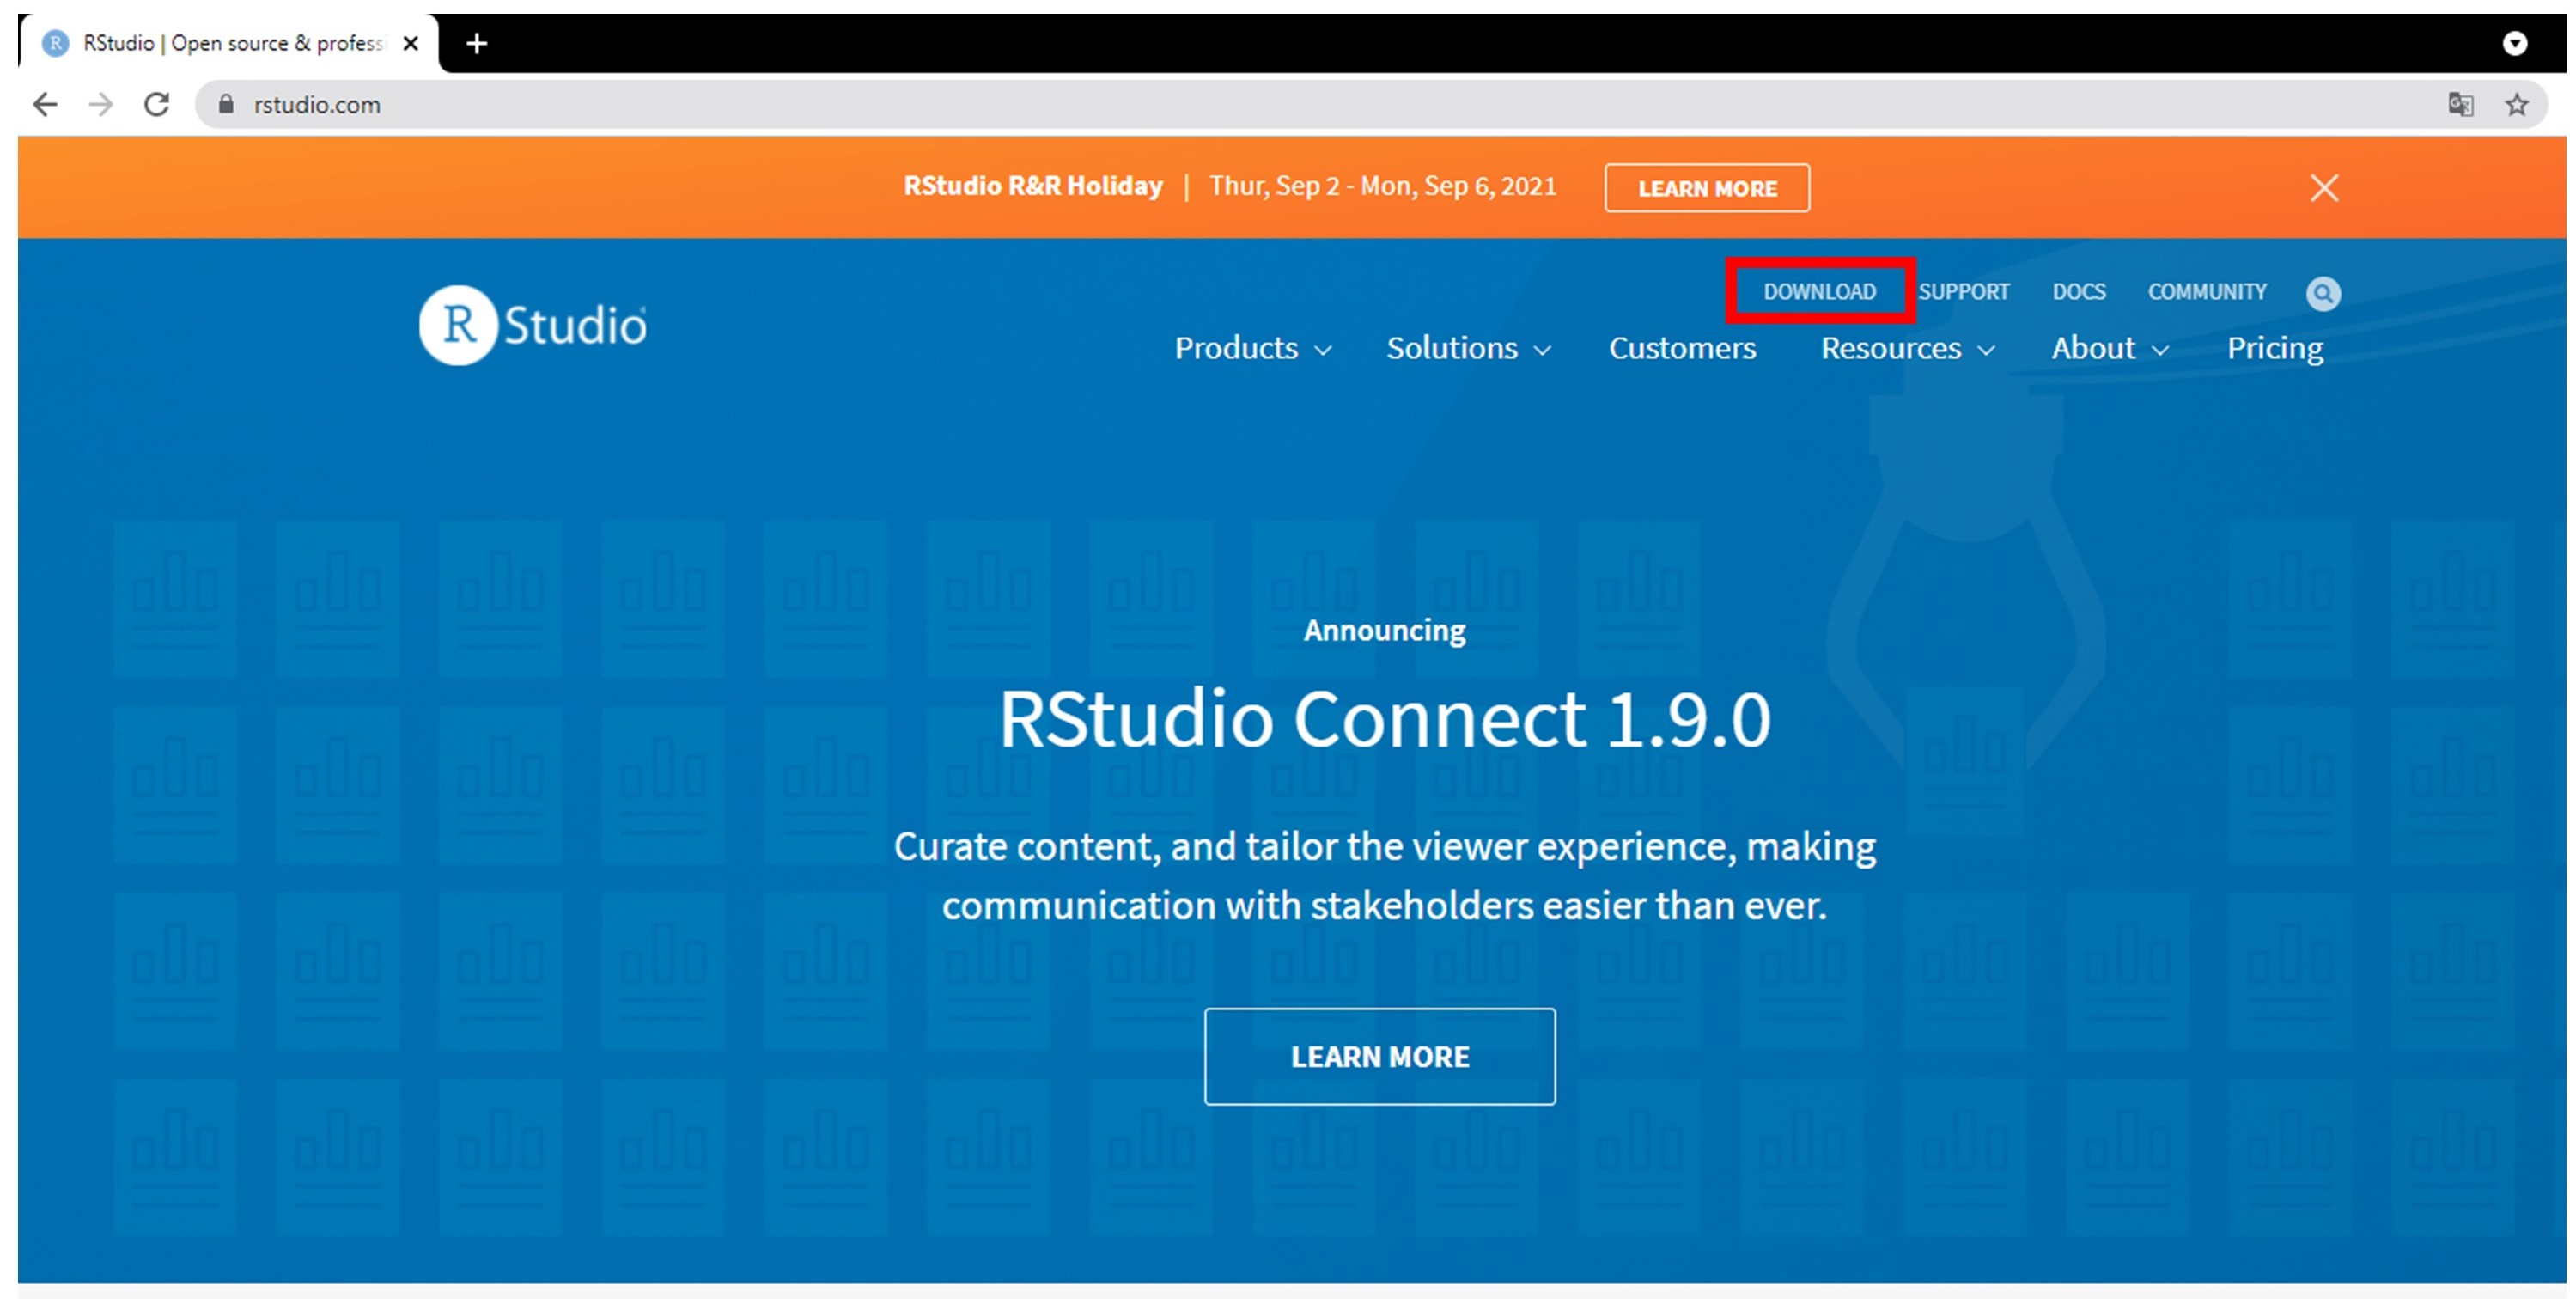 R RStudio | Open source & profess
rstudio.com
RStudio R&R Holiday | Thur, Sep 2 - Mon, Sep 6, 2021 LEARN MORE
DOWNLOAD SUPPORT DOCS COMMUNITY
R Studio
Products Solutions Customers Resources About Pricing
Announcing
RStudio Connect 1.9.0
Curate content, and tailor the viewer experience, making
communication with stakeholders easier than ever.
LEARN MORE